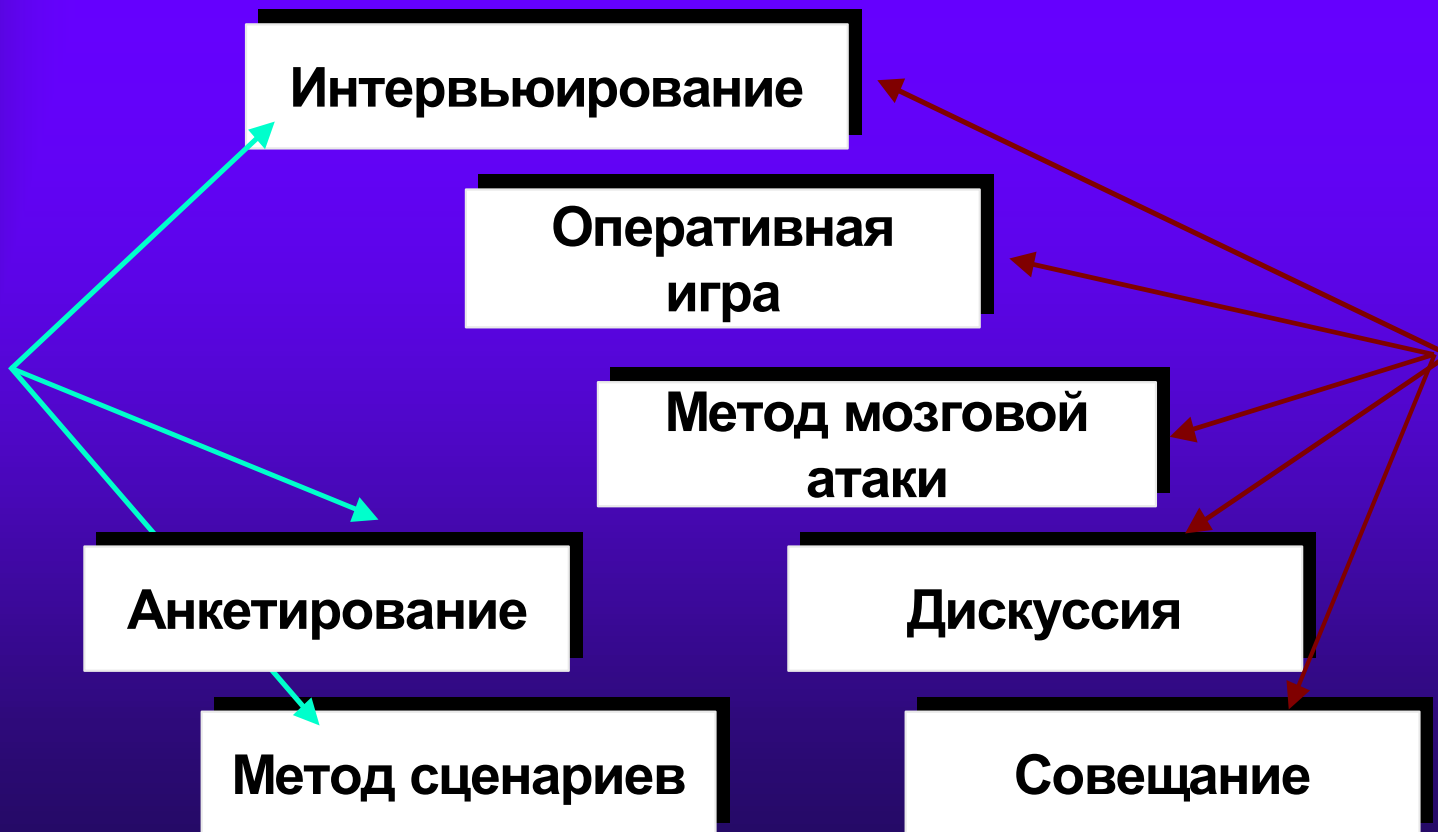 Интервьюирование
Оперативная
игра
Метод мозговой
атаки
Анкетирование
Дискуссия
Метод сценариев
Совещание